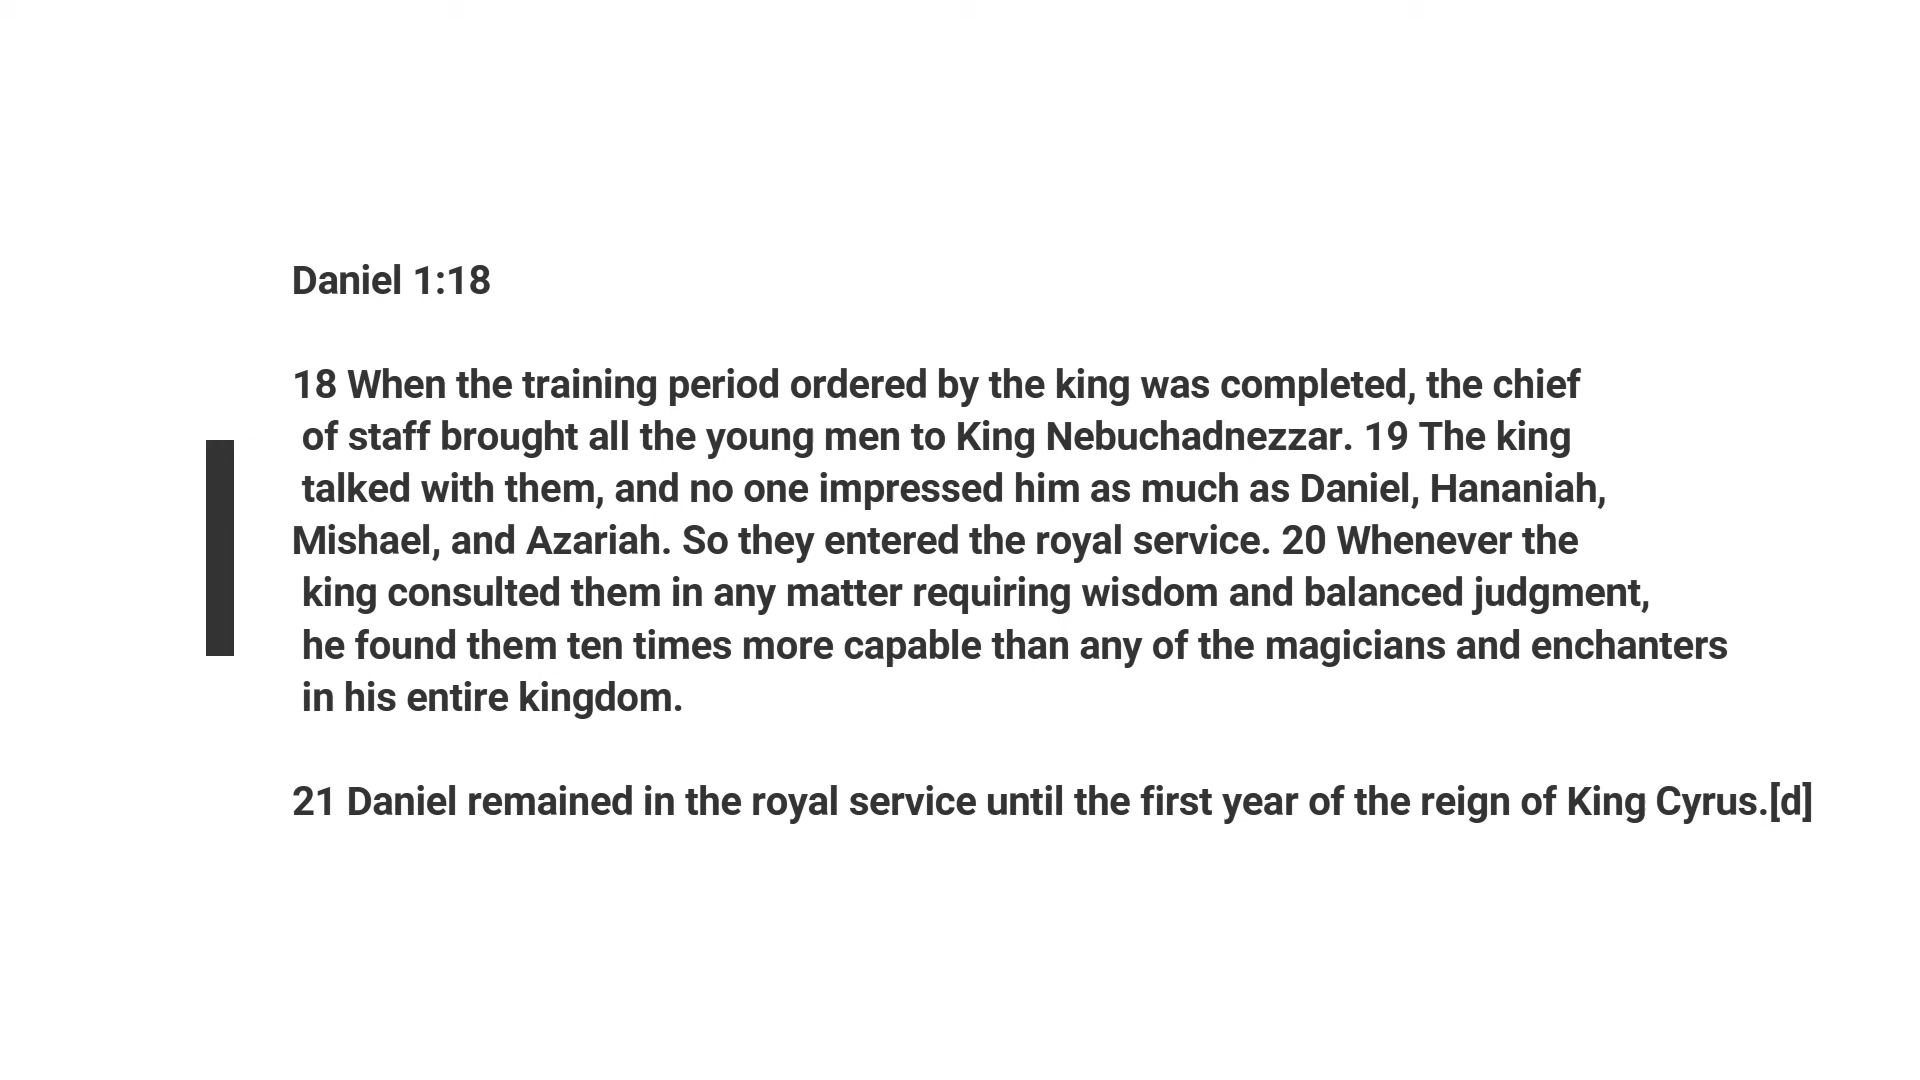 Daniel 1:18
18 When the training period ordered by the king was completed, the chief
of staff brought all the young men to King Nebuchadnezzar. 19 The king
talked with them, and no one impressed him as much as Daniel, Hananiah,
Mishael, and Azariah. So they entered the royal service. 20 Whenever the
king consulted them in any matter requiring wisdom and balanced judgment,
he found them ten times more capable than any of the magicians and enchanters
in his entire kingdom.
21 Daniel remained in the royal service until the first year of the reign of King Cyrus.[d]